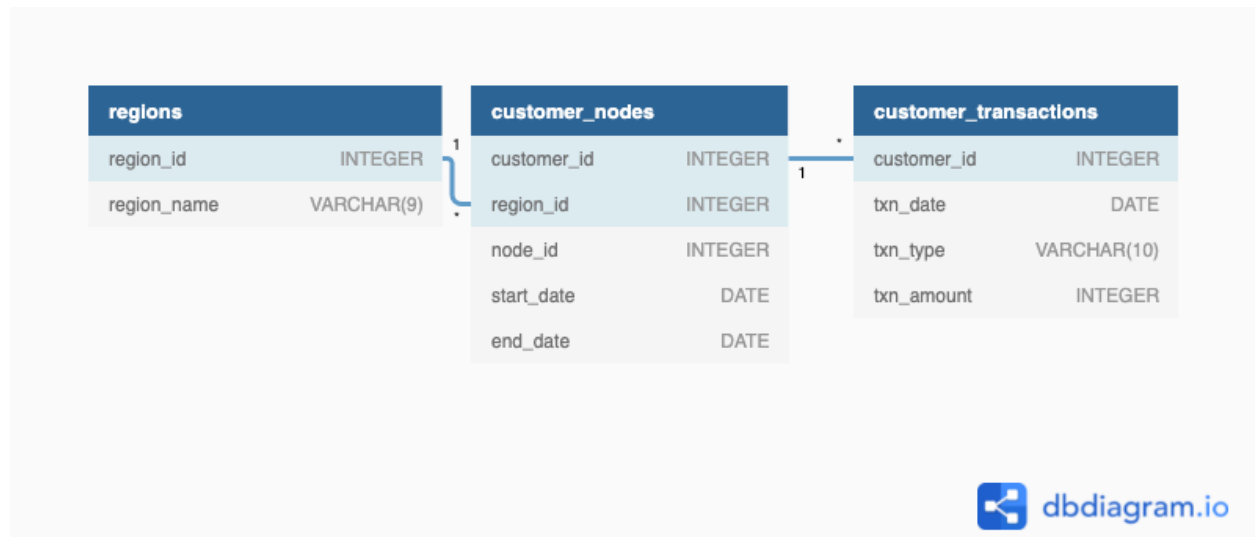 regions
region_id INTEGER
region_name VARCHAR(9)
1
*
customer_nodes
customer_id INTEGER
region_id INTEGER
node_id INTEGER
start_date DATE
end_date DATE
1
*
customer_transactions
customer_id INTEGER
txn_date DATE
txn_type VARCHAR(10)
txn_amount INTEGER
dbdiagram.io